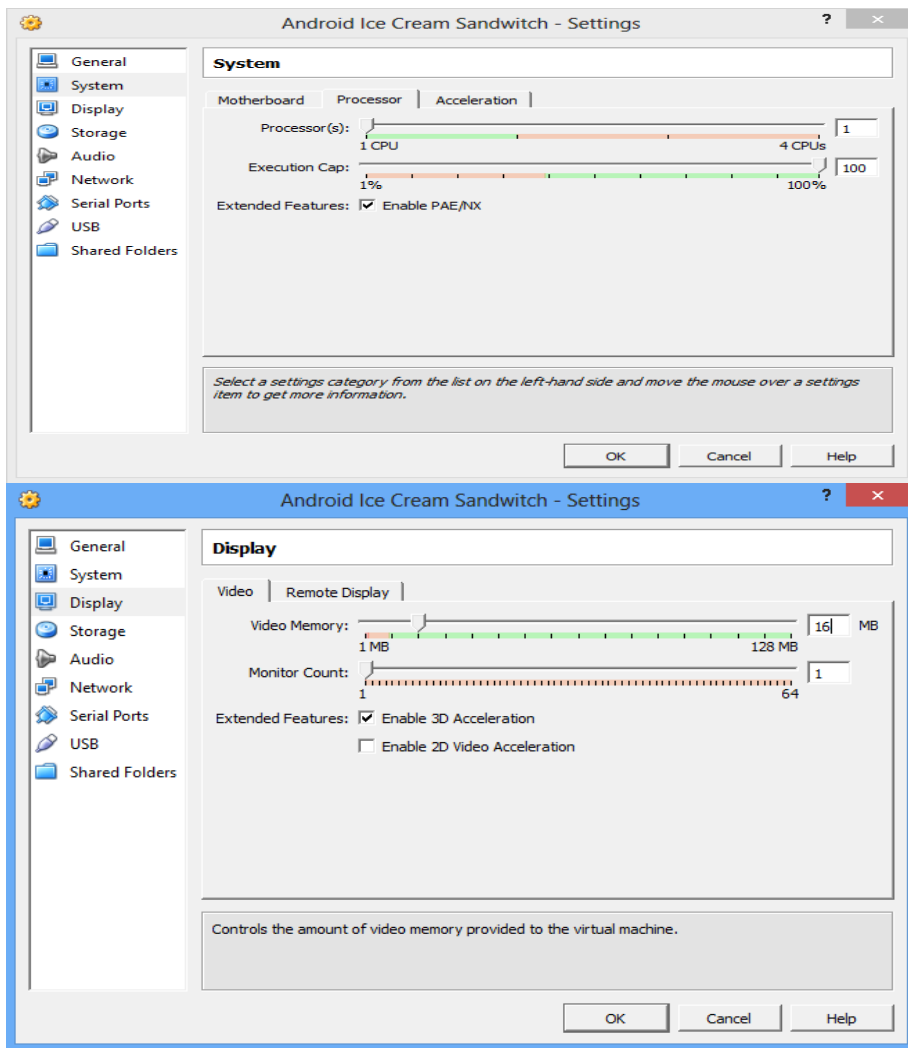 Android Ice Cream Sandwitch - Settings
?
General
System
Display
Storage
Audio
Network
Serial Ports
USB
Shared Folders
System
Motherboard Processor Acceleration
Processor(s): 1
1 CPU 4 CPUs
Execution Cap: 100
1% 100%
Extended Features: Enable PAE/NX
Select a settings category from the list on the left-hand side and move the mouse over a settings
item to get more information.
OK Cancel Help
Android Ice Cream Sandwitch - Settings
?
General
System
Display
Storage
Audio
Network
Serial Ports
USB
Shared Folders
Display
Video Remote Display
Video Memory: 16 MB
1 MB 128 MB
Monitor Count: 1
1 64
Extended Features: Enable 3D Acceleration
Enable 2D Video Acceleration
Controls the amount of video memory provided to the virtual machine.
OK Cancel Help